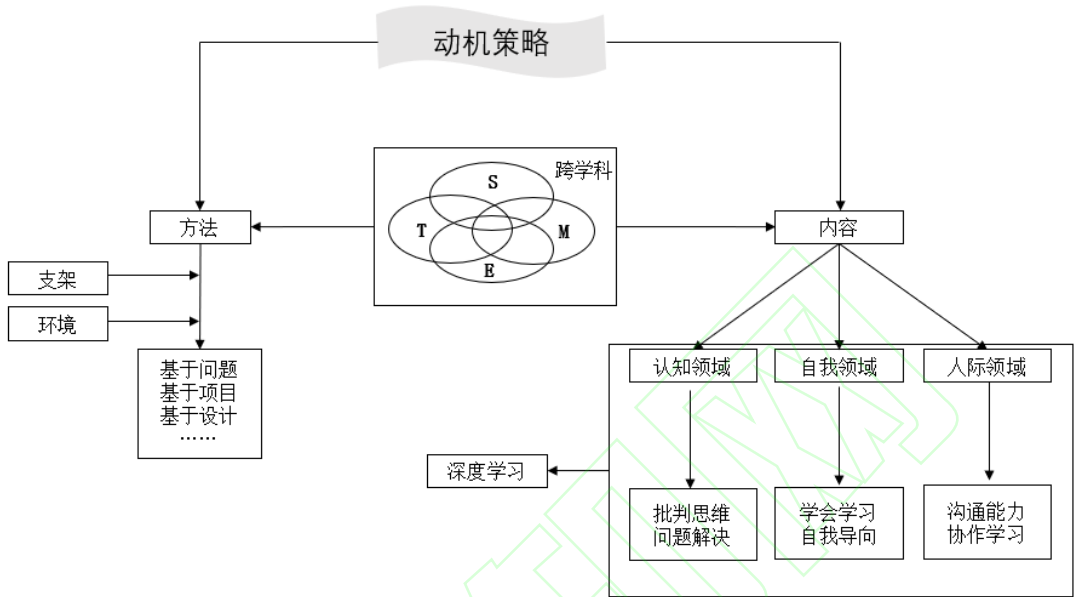 动机策略
跨学科
S
T
M
E
方法
内容
支架
环境
基于问题
基于项目
基于设计
……
认知领域
自我领域
人际领域
深度学习
批判思维
问题解决
学会学习
自我导向
沟通能力
协作学习